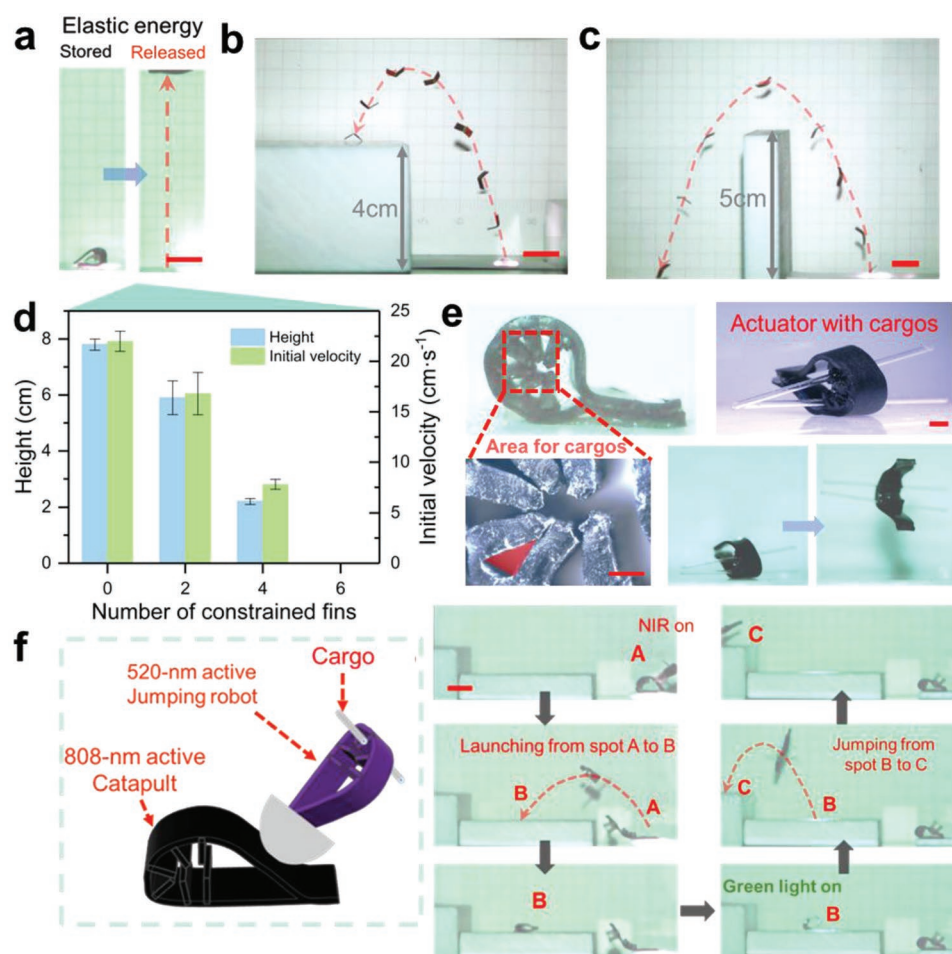 a
Elastic energy
Stored
Released
b
4cm
c
5cm
d
Height
Initial velocity
8
6
4
2
0
25
20
15
10
5
0
Height (cm)
Initial velocity (cm·s⁻¹)
0 2 4 6
Number of constrained fins
e
Area for cargos
Actuator with cargos
f
520-nm active
Jumping robot
Cargo
808-nm active
Catapult
NIR on
A
Launching from spot A to B
B
A
B
Green light on
B
Jumping from
spot B to C
C
B
C